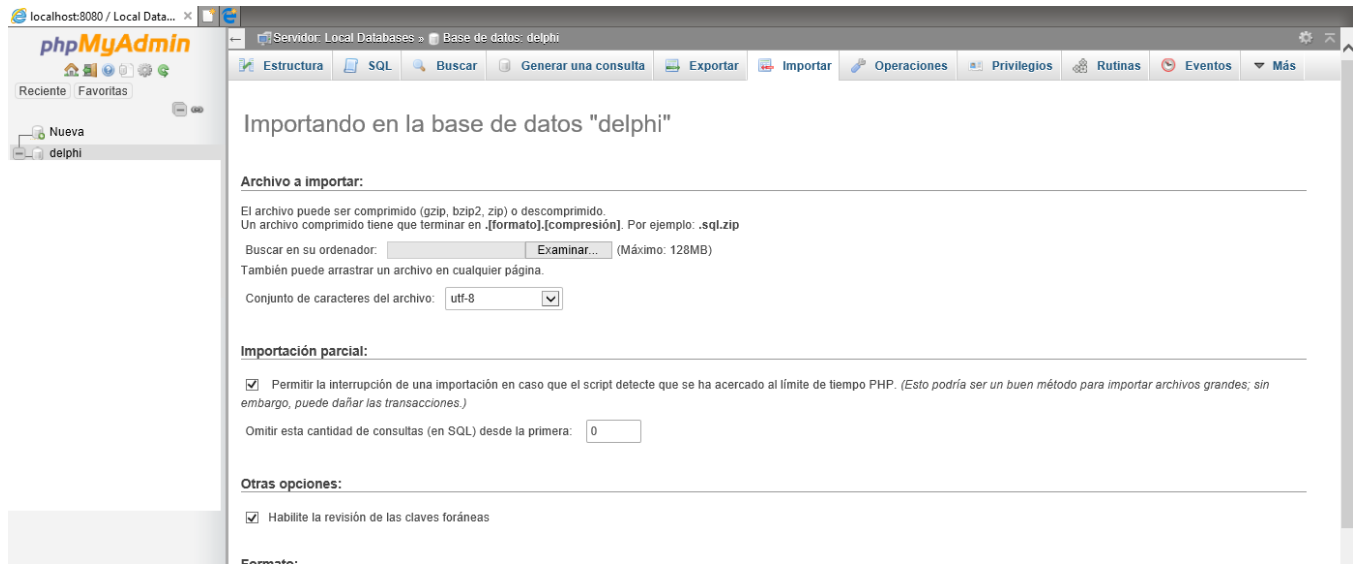 localhost:8080 / Local Data...
phpMyAdmin
Reciente Favoritas
Nueva
delphi
Servidor: Local Databases » Base de datos: delphi
Estructura SQL Buscar Generar una consulta Exportar Importar Operaciones Privilegios Rutinas Eventos Más
Importando en la base de datos "delphi"
Archivo a importar:
El archivo puede ser comprimido (gzip, bzip2, zip) o descomprimido.
Un archivo comprimido tiene que terminar en .[formato].[compresión]. Por ejemplo: .sql.zip
Buscar en su ordenador: Examinar... (Máximo: 128MB)
También puede arrastrar un archivo en cualquier página.
Conjunto de caracteres del archivo: utf-8
Importación parcial:
Permitir la interrupción de una importación en caso que el script detecte que se ha acercado al límite de tiempo PHP. (Esto podría ser un buen método para importar archivos grandes; sin
embargo, puede dañar las transacciones.)
Omitir esta cantidad de consultas (en SQL) desde la primera: 0
Otras opciones:
Habilite la revisión de las claves foráneas
Formato: